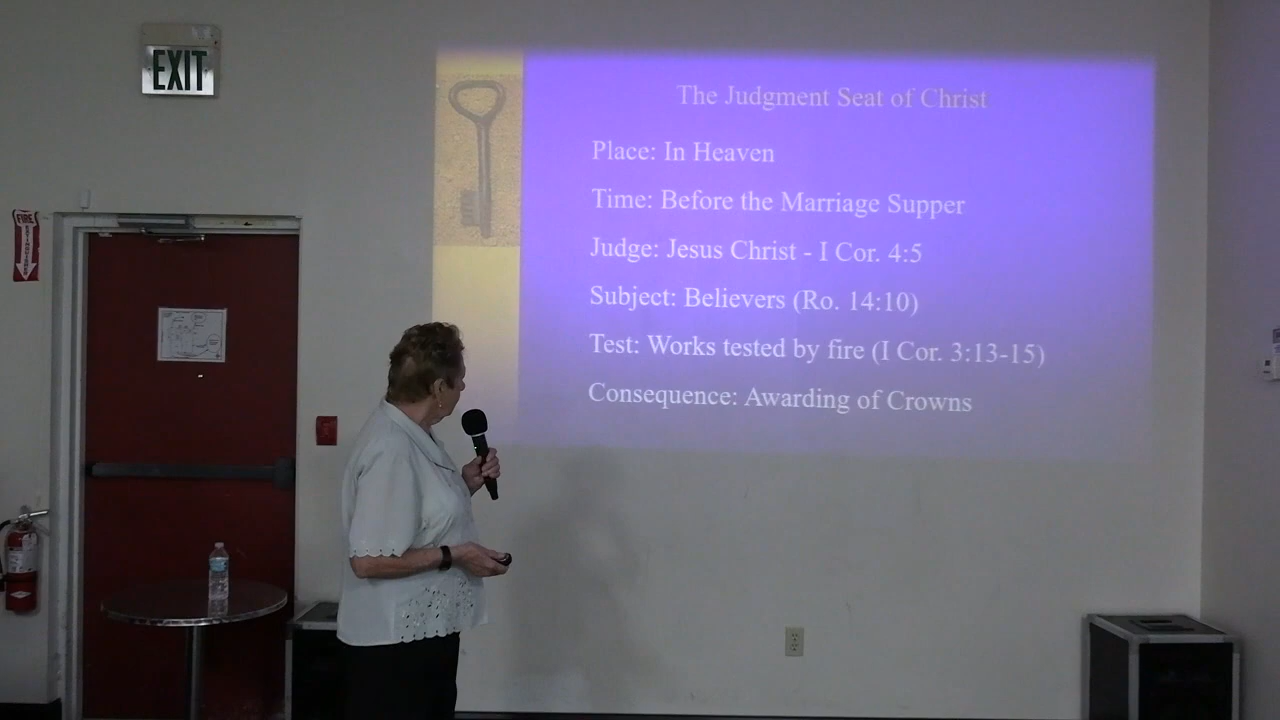 EXIT
The Judgment Seat of Christ
Place: In Heaven
Time: Before the Marriage Supper
Judge: Jesus Christ - I Cor. 4:5
Subject: Believers (Ro. 14:10)
Test: Works tested by fire (I Cor. 3:13-15)
Consequence: Awarding of Crowns
FIRE
EXTINGUISHER